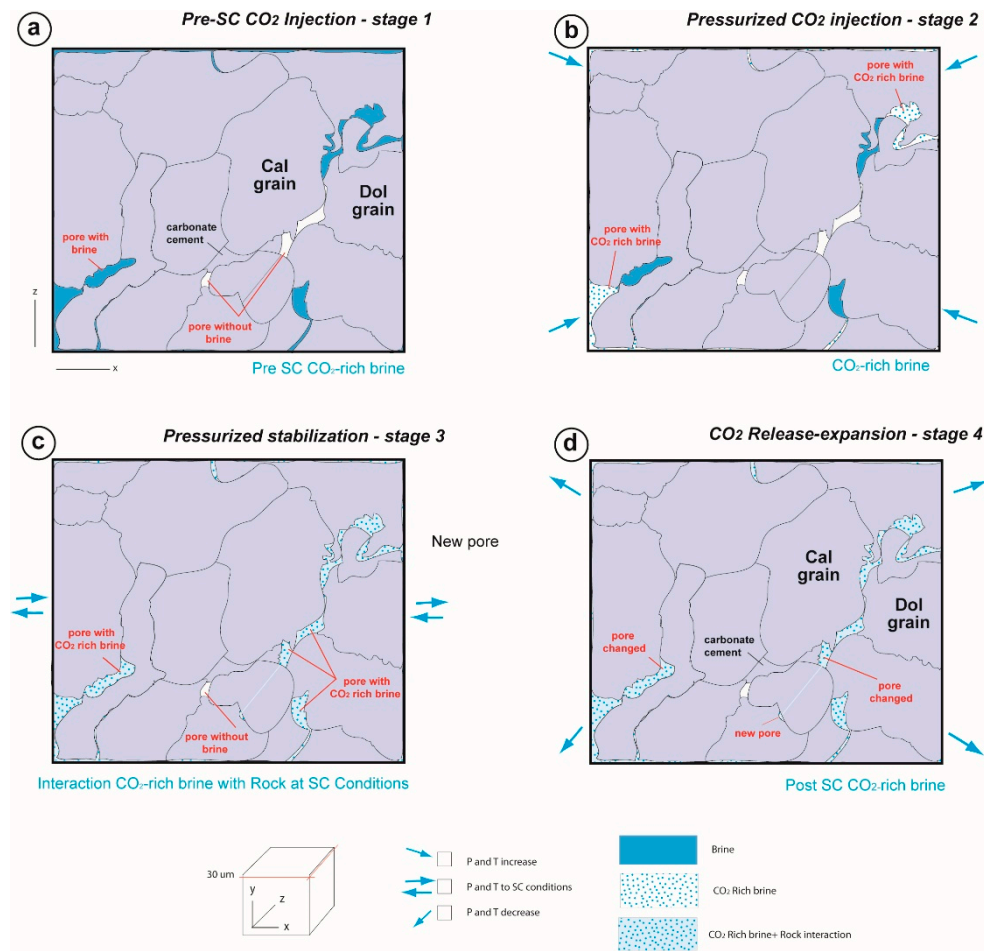 a
Pre-SC CO2 Injection - stage 1
Cal
grain
Dol
grain
carbonate
cement
pore with
brine
pore without
brine
z
x
Pre SC CO2-rich brine
b
Pressurized CO2 injection - stage 2
pore with
CO2 rich brine
pore with
CO2 rich brine
CO2-rich brine
c
Pressurized stabilization - stage 3
New pore
pore with
CO2 rich brine
pore with
CO2 rich brine
pore without
brine
Interaction CO2-rich brine with Rock at SC Conditions
d
CO2 Release-expansion - stage 4
Cal
grain
Dol
grain
pore
changed
carbonate
cement
pore
changed
new pore
Post SC CO2-rich brine
30 um
y
z
x
P and T increase
P and T to SC conditions
P and T decrease
Brine
CO2 Rich brine
CO2 Rich brine+ Rock interaction